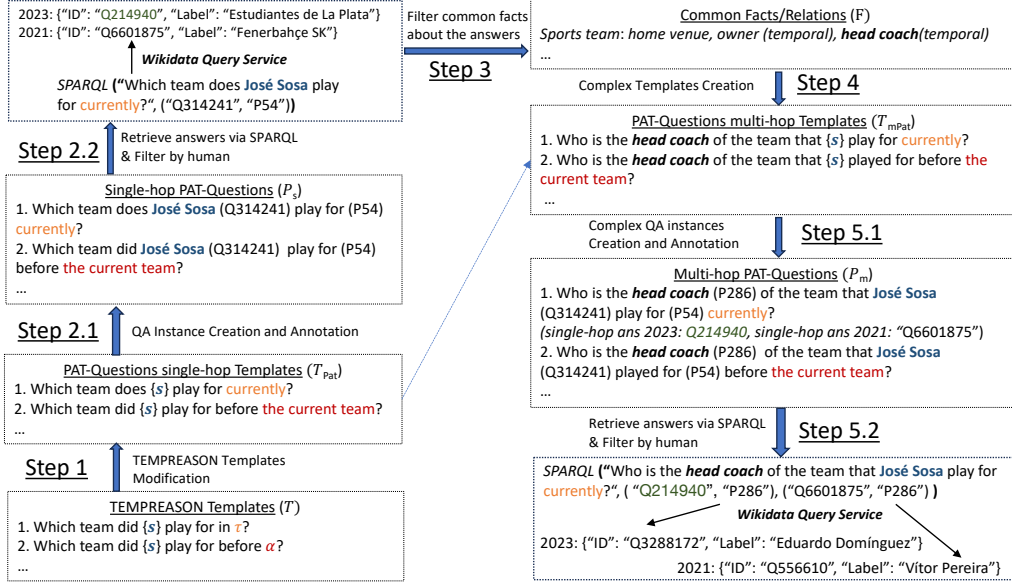 2023: {"ID": "Q214940", "Label": "Estudiantes de La Plata"}
2021: {"ID": "Q6601875", "Label": "Fenerbahçe SK"}
Wikidata Query Service
SPARQL ("Which team does José Sosa play
for currently?", ("Q314241", "P54"))
Step 2.2
Retrieve answers via SPARQL
& Filter by human
Single-hop PAT-Questions (Ps)
1. Which team does José Sosa (Q314241) play for (P54)
currently?
2. Which team did José Sosa (Q314241) play for (P54)
before the current team?
...
Step 2.1
QA Instance Creation and Annotation
PAT-Questions single-hop Templates (TPat)
1. Which team does {s} play for currently?
2. Which team did {s} play for before the current team?
...
Step 1
TEMPREASON Templates
Modification
TEMPREASON Templates (T)
1. Which team did {s} play for in τ?
2. Which team did {s} play for before α?
...
Filter common facts
about the answers
Step 3
Common Facts/Relations (F)
Sports team: home venue, owner (temporal), head coach(temporal)
...
Complex Templates Creation
Step 4
PAT-Questions multi-hop Templates (TmPat)
1. Who is the head coach of the team that {s} play for currently?
2. Who is the head coach of the team that {s} played for before the
current team?
...
Complex QA instances
Creation and Annotation
Step 5.1
Multi-hop PAT-Questions (Pm)
1. Who is the head coach (P286) of the team that José Sosa
(Q314241) play for (P54) currently?
(single-hop ans 2023: Q214940, single-hop ans 2021: "Q6601875")
2. Who is the head coach (P286) of the team that José Sosa
(Q314241) played for (P54) before the current team?
...
Retrieve answers via SPARQL
& Filter by human
Step 5.2
SPARQL ("Who is the head coach of the team that José Sosa play for
currently?", ( "Q214940", "P286"), ("Q6601875", "P286") )
Wikidata Query Service
2023: {"ID": "Q3288172", "Label": "Eduardo Domínguez"}
2021: {"ID": "Q556610", "Label": "Vítor Pereira"}